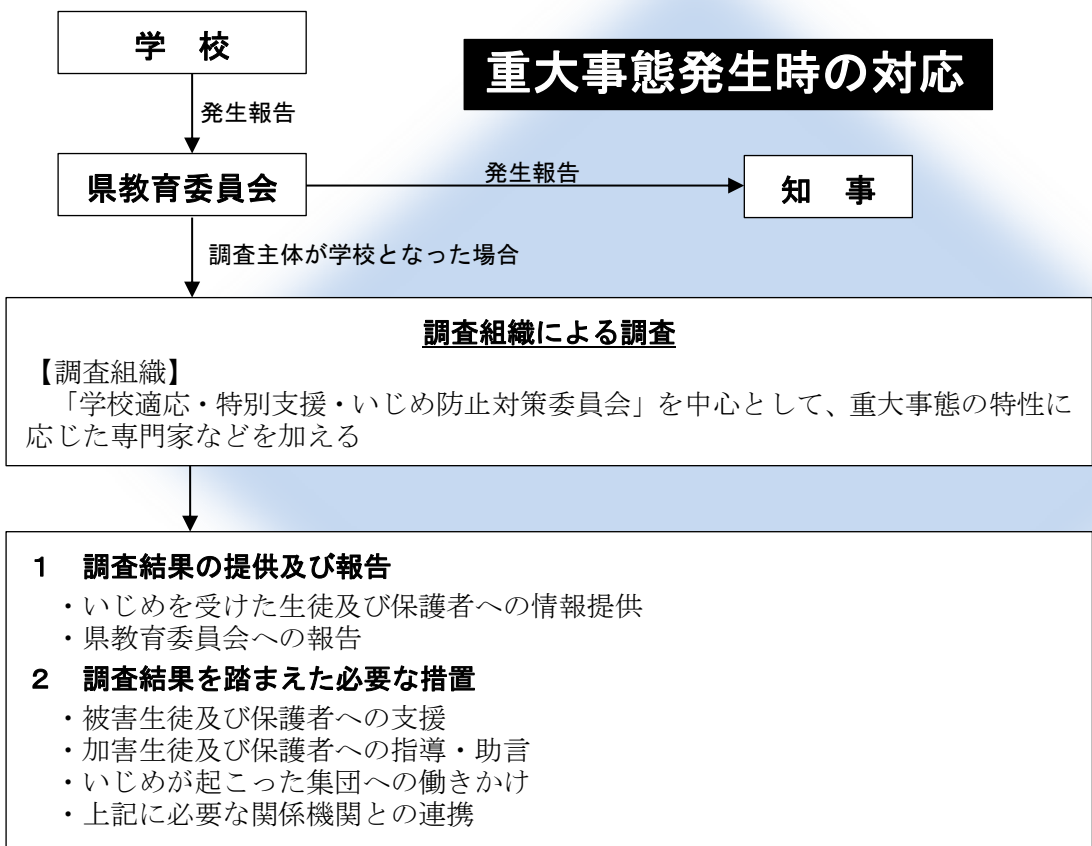 学　校
重大事態発生時の対応
発生報告
県教育委員会
発生報告
知　事
調査主体が学校となった場合
調査組織による調査
【調査組織】
「学校適応・特別支援・いじめ防止対策委員会」を中心として、重大事態の特性に
応じた専門家などを加える
１　調査結果の提供及び報告
・いじめを受けた生徒及び保護者への情報提供
・県教育委員会への報告
２　調査結果を踏まえた必要な措置
・被害生徒及び保護者への支援
・加害生徒及び保護者への指導・助言
・いじめが起こった集団への働きかけ
・上記に必要な関係機関との連携